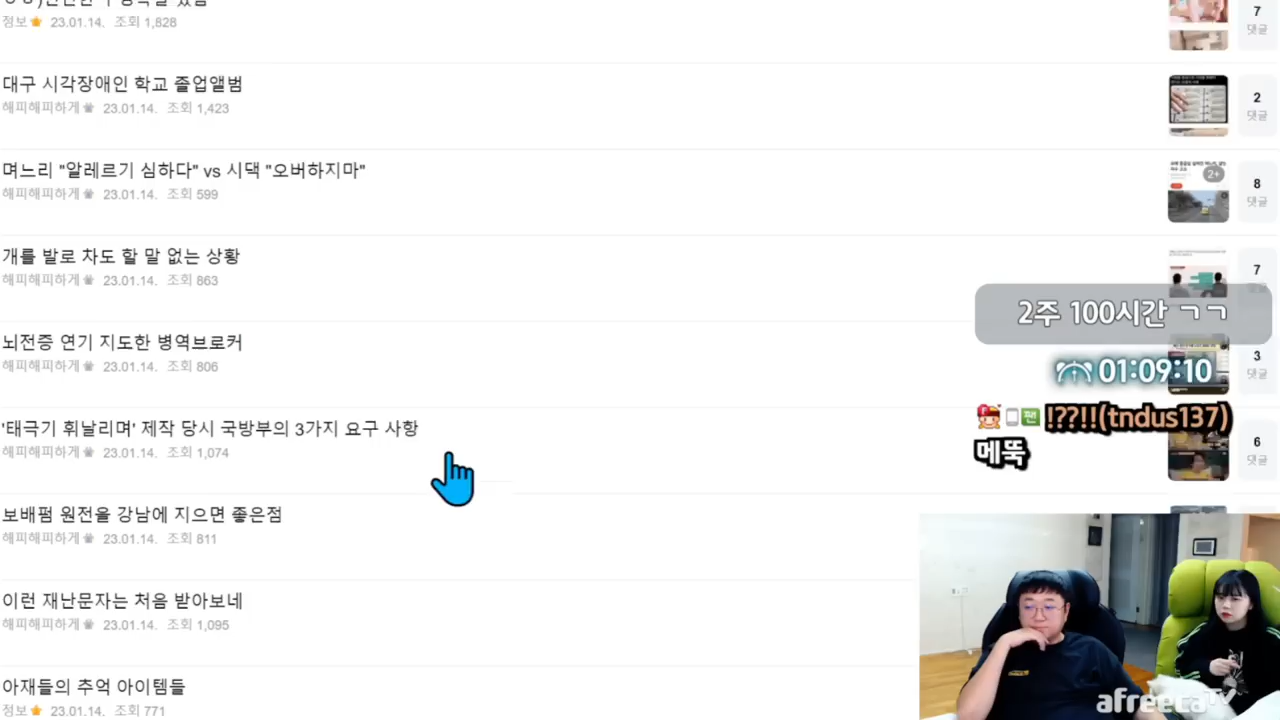 정보 23.01.14. 조회 1,828
7
댓글
대구 시각장애인 학교 졸업앨범
해피해피하게 23.01.14. 조회 1,423
2
댓글
며느리 "알레르기 심하다" vs 시댁 "오버하지마"
해피해피하게 23.01.14. 조회 599
2+
8
댓글
개를 발로 차도 할 말 없는 상황
해피해피하게 23.01.14. 조회 863
7
2주 100시간 ㄱㄱ
뇌전증 연기 지도한 병역브로커
해피해피하게 23.01.14. 조회 806
3
댓글
01:09:10
'태극기 휘날리며' 제작 당시 국방부의 3가지 요구 사항
해피해피하게 23.01.14. 조회 1,074
6
댓글
팬 !??!!(tndus137)
메뚝
보배펌 원전을 강남에 지으면 좋은점
해피해피하게 23.01.14. 조회 811
이런 재난문자는 처음 받아보네
해피해피하게 23.01.14. 조회 1,095
아재들의 추억 아이템들
정보 23.01.14. 조회 771
afreecaTV